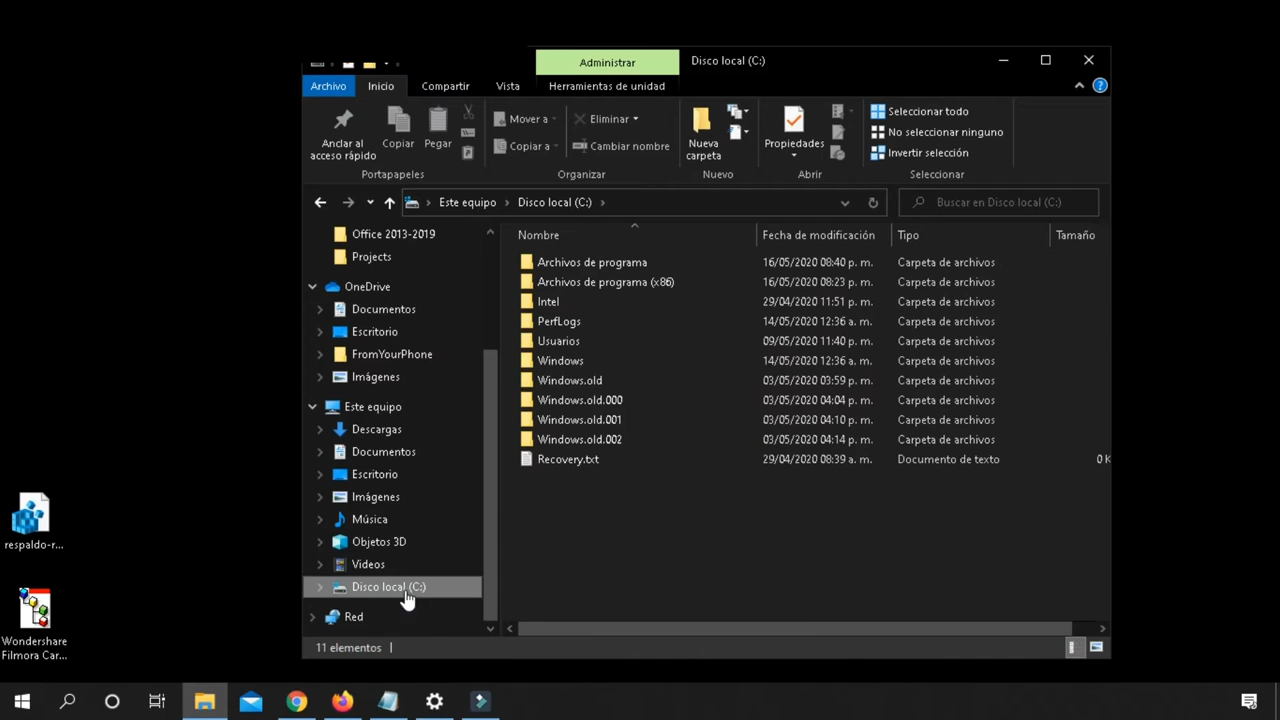 Administrar
Disco local (C:)
Archivo
Inicio
Compartir
Vista
Herramientas de unidad
Anclar al
acceso rápido
Copiar
Pegar
Mover a
Copiar a
Eliminar
Cambiar nombre
Nueva
carpeta
Propiedades
Seleccionar todo
No seleccionar ninguno
Invertir selección
Portapapeles
Organizar
Nuevo
Abrir
Seleccionar
Este equipo > Disco local (C:) >
Buscar en Disco local (C:)
Office 2013-2019
Projects
OneDrive
Documentos
Escritorio
FromYourPhone
Imágenes
Este equipo
Descargas
Documentos
Escritorio
Imágenes
Música
Objetos 3D
Videos
Disco local (C:)
Red
Nombre Fecha de modificación Tipo Tamaño
Archivos de programa 16/05/2020 08:40 p. m. Carpeta de archivos
Archivos de programa (x86) 16/05/2020 08:23 p. m. Carpeta de archivos
Intel 29/04/2020 11:51 p. m. Carpeta de archivos
PerfLogs 14/05/2020 12:36 a. m. Carpeta de archivos
Usuarios 09/05/2020 11:40 p. m. Carpeta de archivos
Windows 14/05/2020 12:36 a. m. Carpeta de archivos
Windows.old 03/05/2020 03:59 p. m. Carpeta de archivos
Windows.old.000 03/05/2020 04:04 p. m. Carpeta de archivos
Windows.old.001 03/05/2020 04:10 p. m. Carpeta de archivos
Windows.old.002 03/05/2020 04:14 p. m. Carpeta de archivos
Recovery.txt 29/04/2020 08:39 a. m. Documento de texto 0 K
11 elementos
respaldo-r...
Wondershare
Filmora Car...